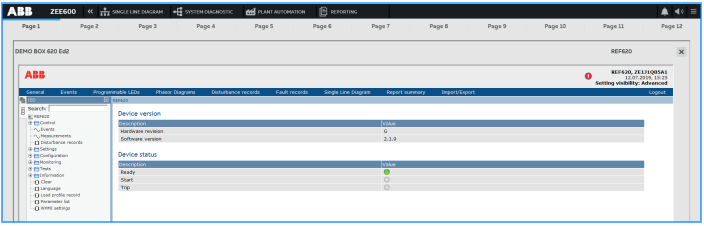 ABB ZEE600 « SINGLE LINE DIAGRAM SYSTEM DIAGNOSTIC PLANT AUTOMATION REPORTING
Page 1 Page 2 Page 3 Page 4 Page 5 Page 6 Page 7 Page 8 Page 9 Page 10 Page 11 Page 12
DEMO BOX 620 Ed2 REF620
ABB
REF620, ZE1J1Q05A1
12.07.2019, 15:25
Setting visibility: Advanced
General Events Programmable LEDs Phasor Diagrams Disturbance records Fault records Single Line Diagram Report summary Import/Export Logout
REF620
Search:
REF620
Control
Events
Measurements
Disturbance records
Settings
Configuration
Monitoring
Tests
Information
Clear
Language
Load profile record
Parameter list
WHMI settings
Device version
Description Value
Hardware revision G
Software version 2.1.9
Device status
Description Value
Ready
Start
Trip